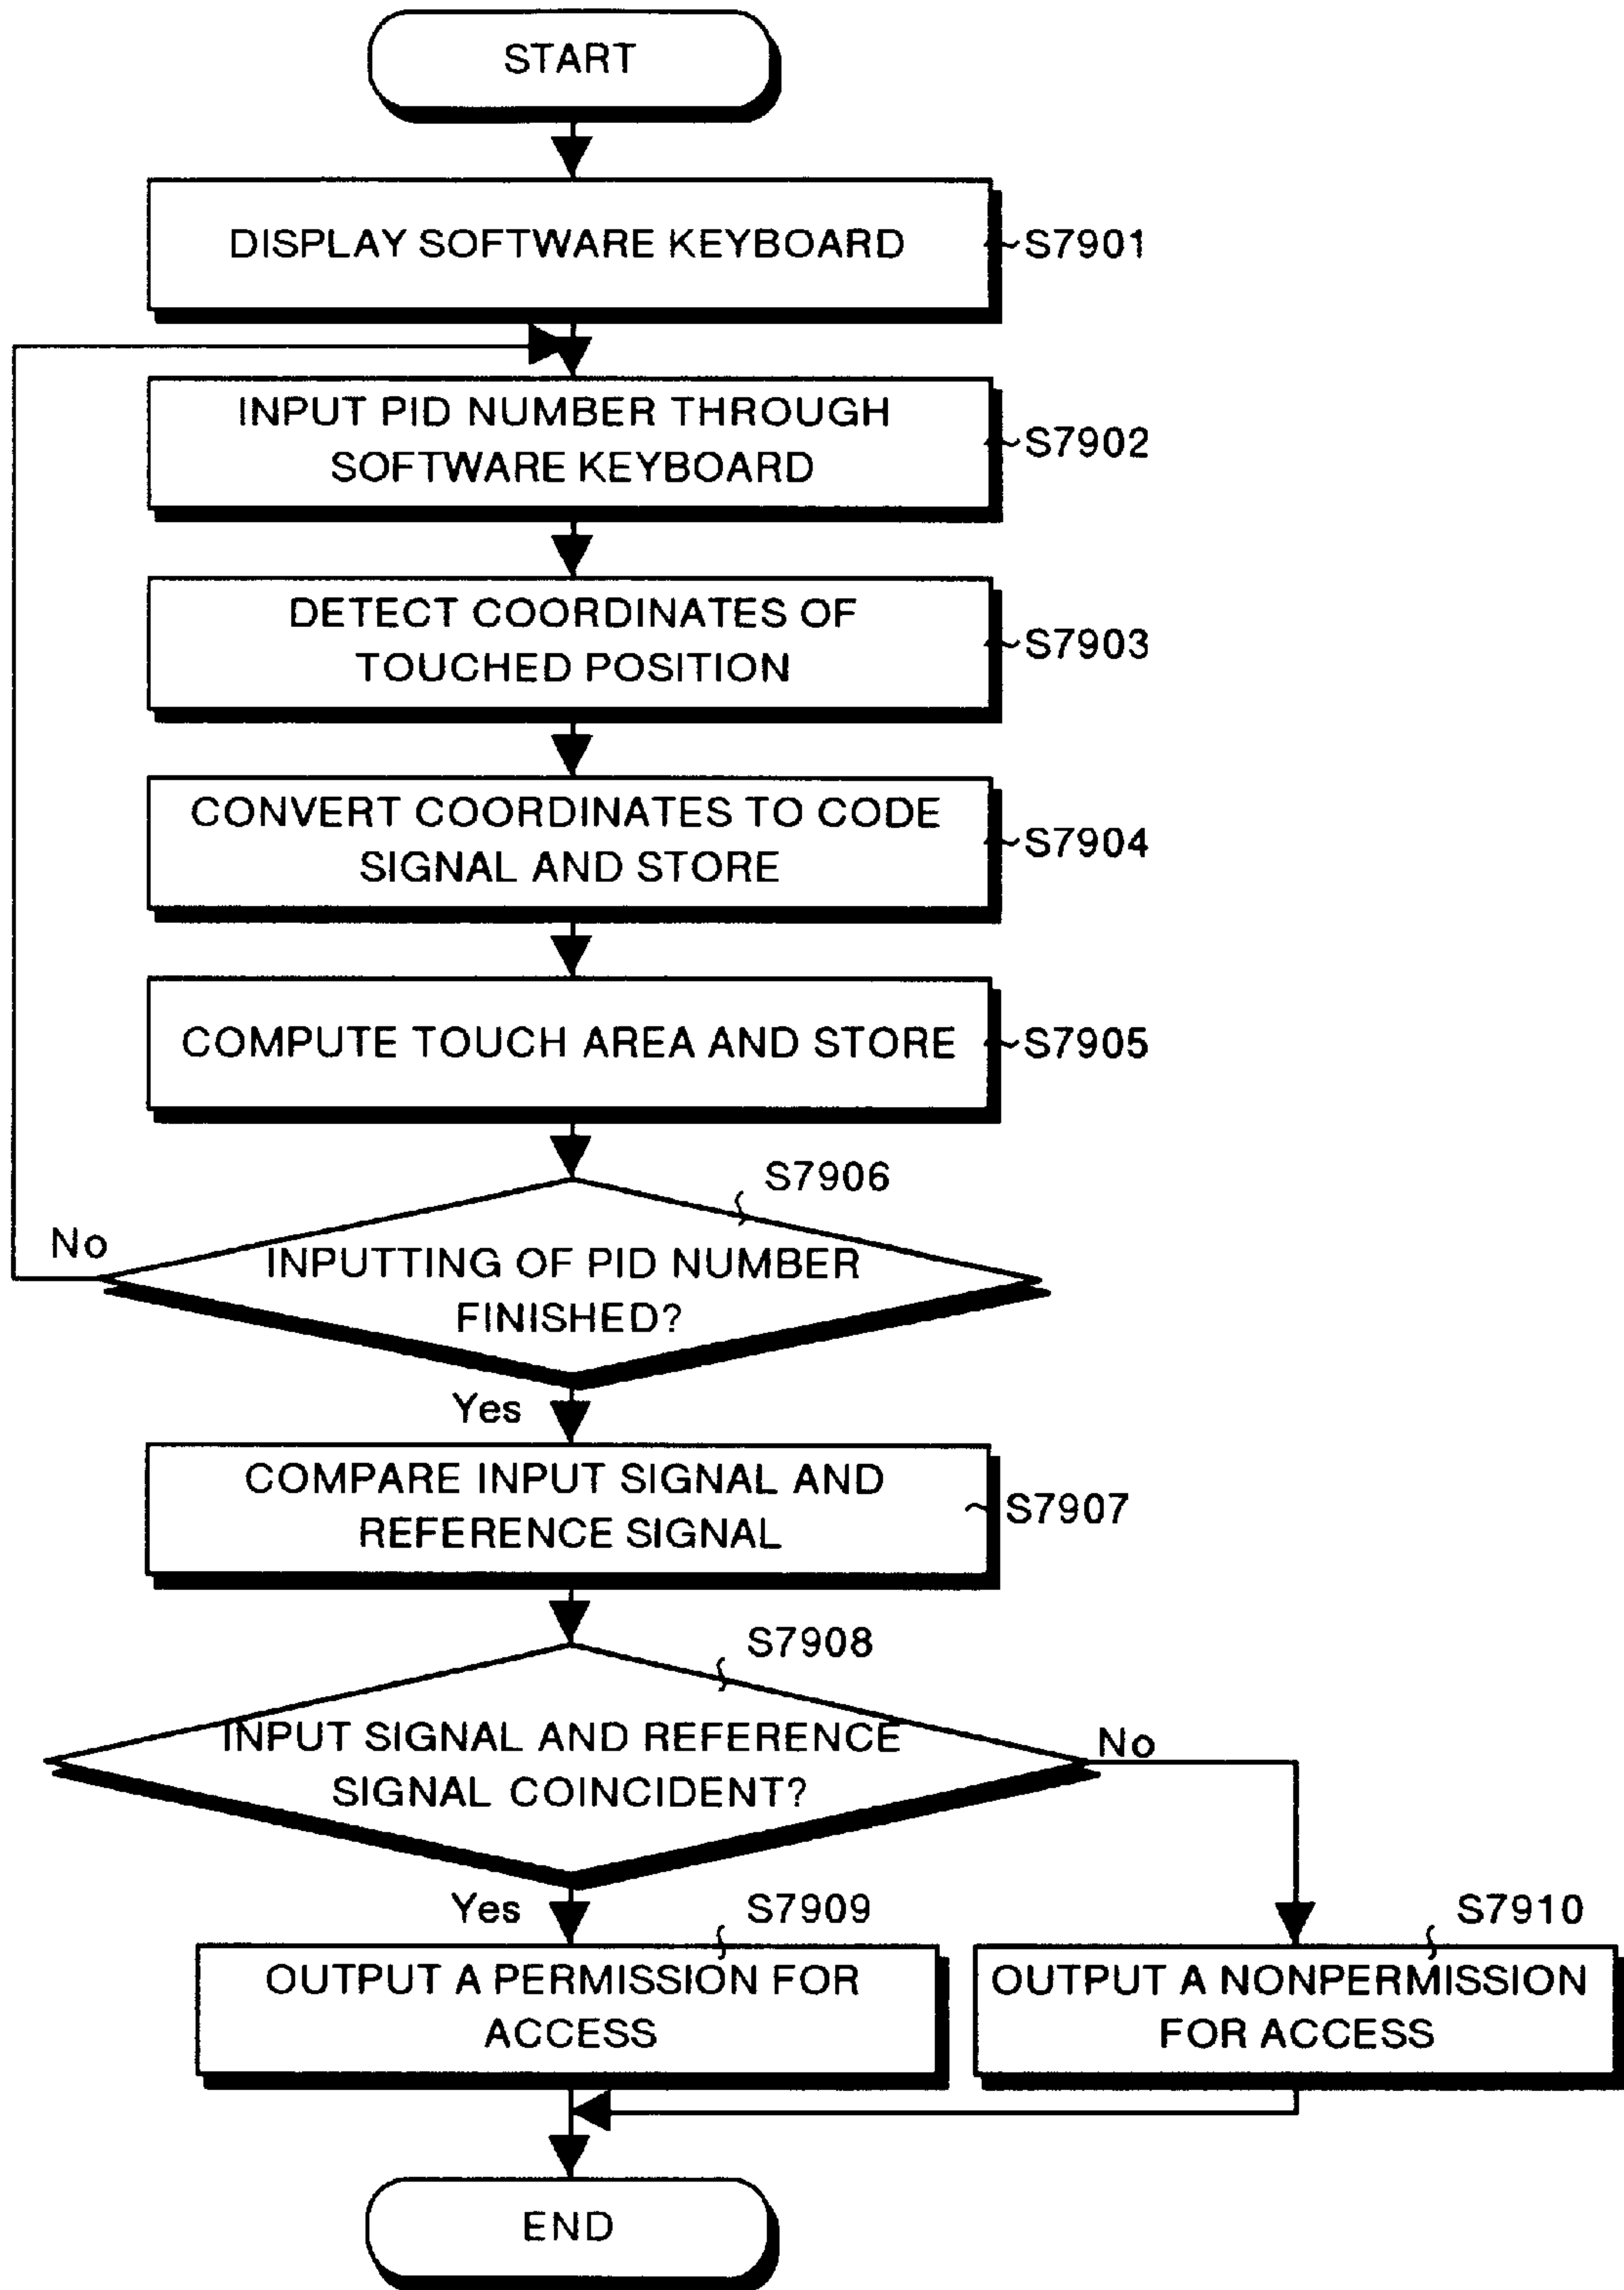 START
DISPLAY SOFTWARE KEYBOARD
S7901
INPUT PID NUMBER THROUGH
SOFTWARE KEYBOARD
S7902
DETECT COORDINATES OF
TOUCHED POSITION
S7903
CONVERT COORDINATES TO CODE
SIGNAL AND STORE
S7904
COMPUTE TOUCH AREA AND STORE
S7905
S7906
No
INPUTTING OF PID NUMBER
FINISHED?
Yes
COMPARE INPUT SIGNAL AND
REFERENCE SIGNAL
S7907
S7908
INPUT SIGNAL AND REFERENCE
SIGNAL COINCIDENT?
No
Yes
S7909
OUTPUT A PERMISSION FOR
ACCESS
S7910
OUTPUT A NONPERMISSION
FOR ACCESS
END